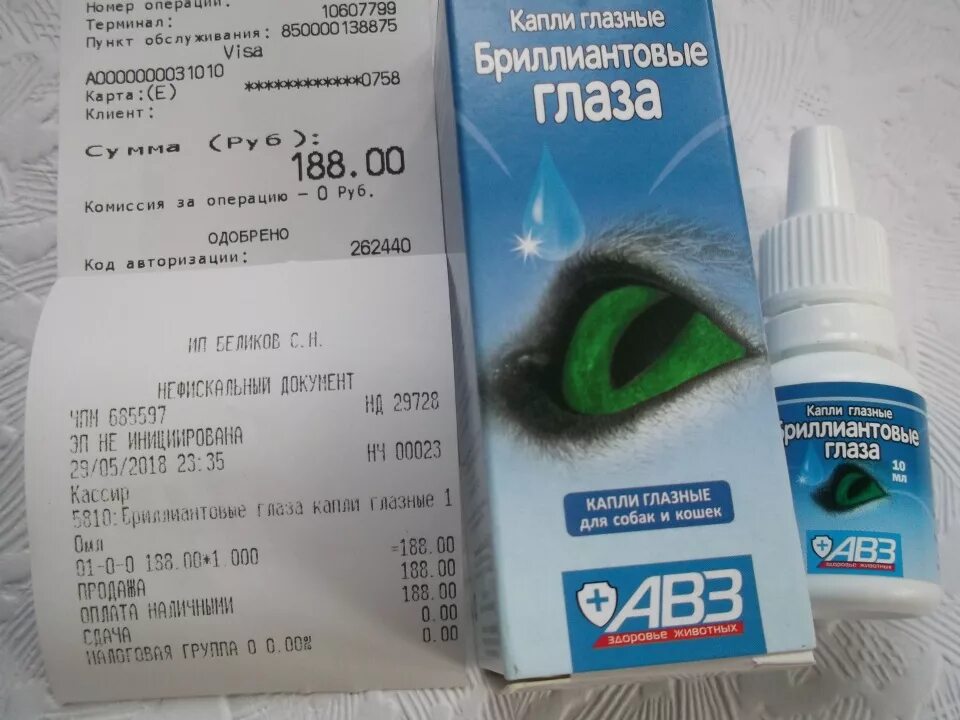 Номер операции:
10607799
Терминал:
Пункт обслуживания: 850000138875
Visa
A0000000031010
Карта:(E) ************0758
Клиент:
Сумма (Руб):
188.00
Комиссия за операцию – 0 Руб.
ОДОБРЕНО
Код авторизации: 262440
ИП БЕЛИКОВ С.Н.
НЕФИСКАЛЬНЫЙ ДОКУМЕНТ
ЧПН 685597 НД 29728
ЭП НЕ ИНИЦИИРОВАНА
29/05/2018 23:35 НЧ 00023
Кассир
5810:Бриллиантовые глаза капли глазные 1
0мл
01-0-0 188.00*1.000 =188.00
ПРОДАЖА 188.00
ОПЛАТА НАЛИЧНЫМИ 188.00
СДАЧА 0.00
НАЛОГОВАЯ ГРУППА 0 0.00% 0.00
Капли глазные
Бриллиантовые
глаза
КАПЛИ ГЛАЗНЫЕ
для собак и кошек
АВЗ
ЗДОРОВЬЕ ЖИВОТНЫХ
Капли глазные
Бриллиантовые
глаза
10
мл
АВЗ
ЗДОРОВЬЕ ЖИВОТНЫХ